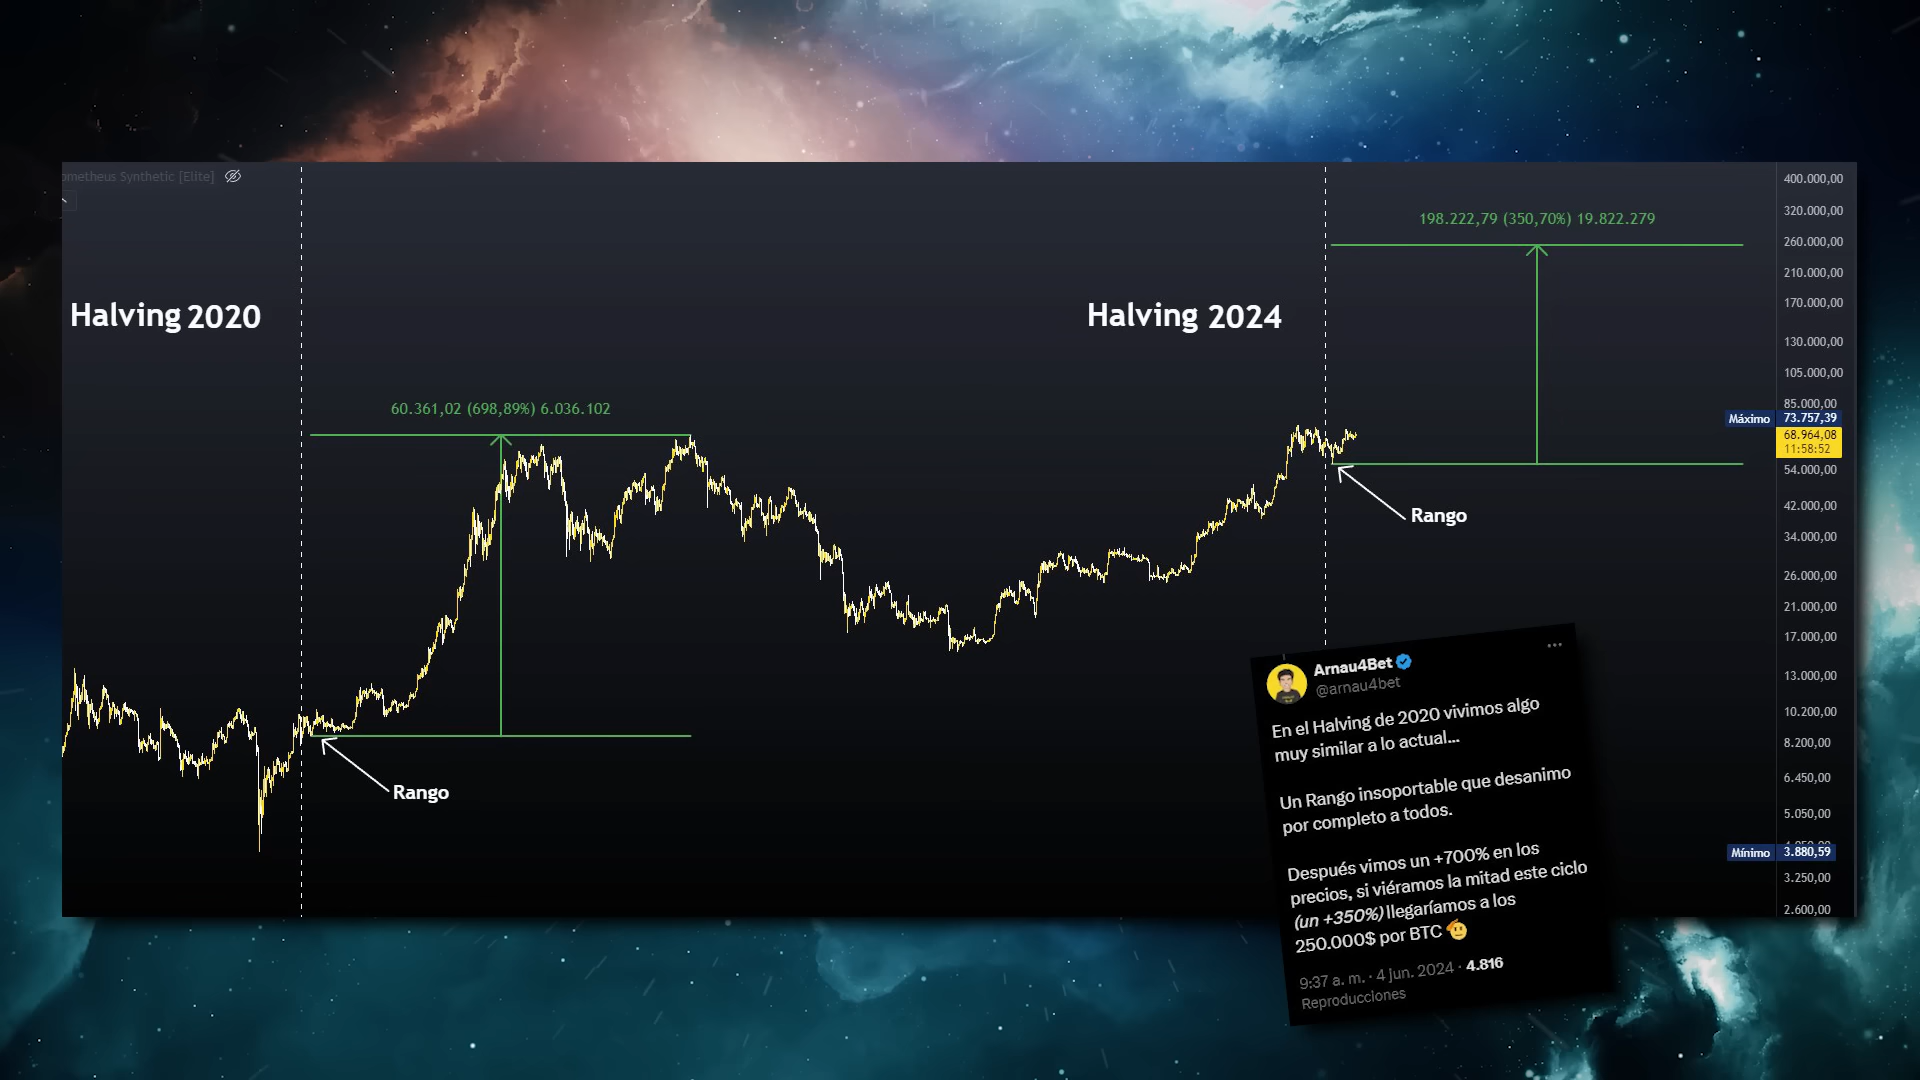 ometheus Synthetic [Elite]
Halving 2020
Halving 2024
60.361,02 (698,89%) 6.036.102
198.222,79 (350,70%) 19.822.279
Rango
Rango
400.000,00
320.000,00
260.000,00
210.000,00
170.000,00
130.000,00
105.000,00
85.000,00
Máximo 73.757,39
68.964,08
11:58:52
54.000,00
42.000,00
34.000,00
26.000,00
21.000,00
17.000,00
13.000,00
10.200,00
8.200,00
6.450,00
5.050,00
Mínimo 3.880,59
3.250,00
2.600,00
Arnau4Bet
@arnau4bet
En el Halving de 2020 vivimos algo
muy similar a lo actual...
Un Rango insoportable que desanimo
por completo a todos.
Después vimos un +700% en los
precios, si viéramos la mitad este ciclo
(un +350%) llegaríamos a los
250.000$ por BTC 🫡
9:37 a. m. · 4 jun. 2024 · 4.816
Reproducciones